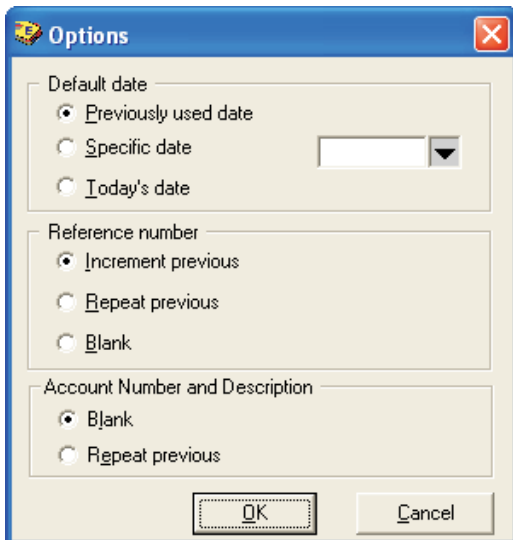 Options
Default date
Previously used date
Specific date
Today's date
Reference number
Increment previous
Repeat previous
Blank
Account Number and Description
Blank
Repeat previous
OK Cancel